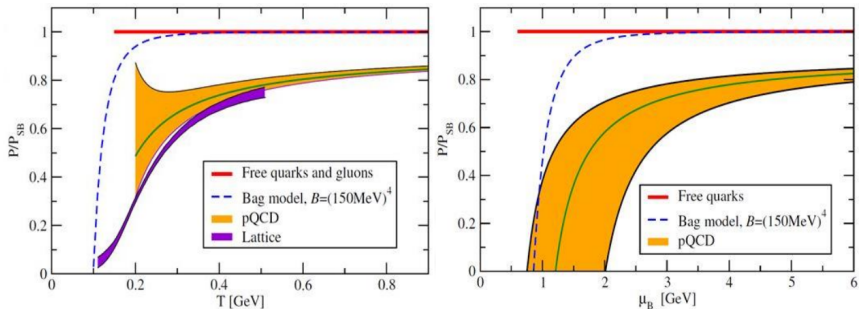 P/P_SB
1
0.8
0.6
0.4
0.2
0
0.2
0.4
0.6
0.8
T [GeV]
Free quarks and gluons
Bag model, B=(150MeV)^4
pQCD
Lattice
P/P_SB
1
0.8
0.6
0.4
0.2
0
0
1
2
3
4
5
6
μ_B [GeV]
Free quarks
Bag model, B=(150MeV)^4
pQCD